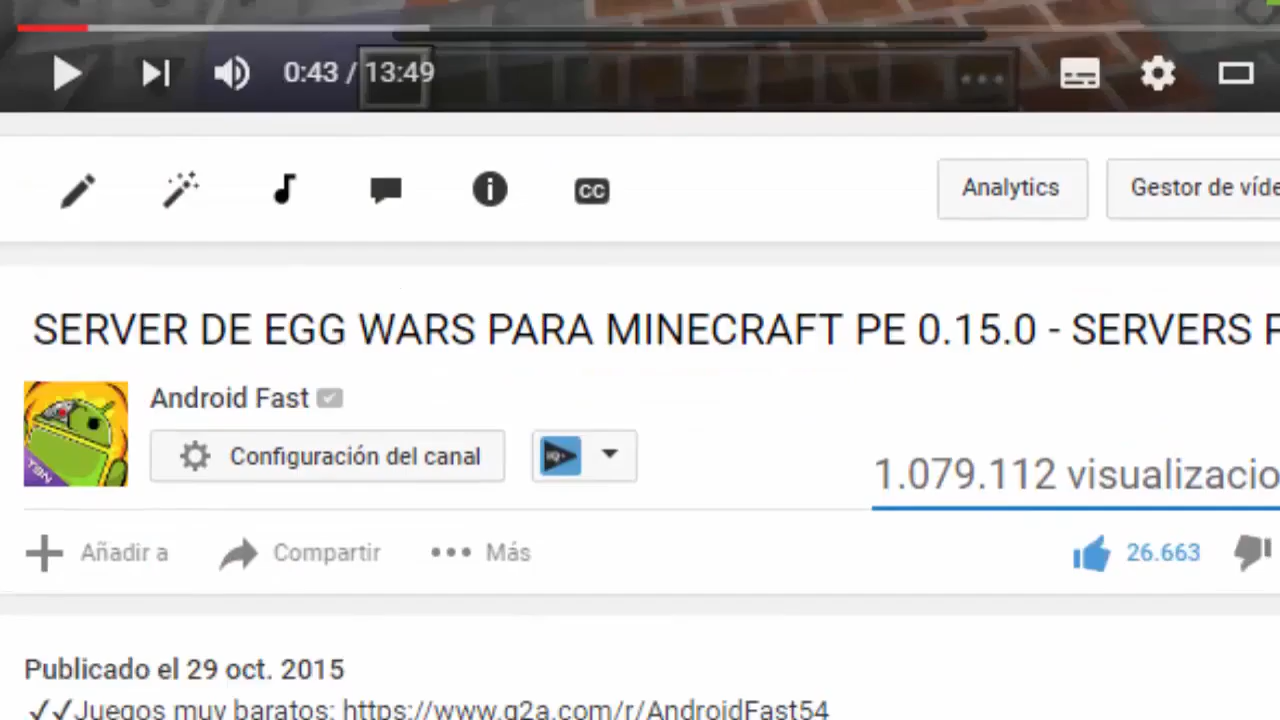 0:43 / 13:49
CC
Analytics
Gestor de víde
SERVER DE EGG WARS PARA MINECRAFT PE 0.15.0 - SERVERS P
Android Fast
Configuración del canal
1.079.112 visualizacio
Añadir a
Compartir
Más
26.663
Publicado el 29 oct. 2015
✓✓Juegos muy baratos: https://www.g2a.com/r/AndroidFast54